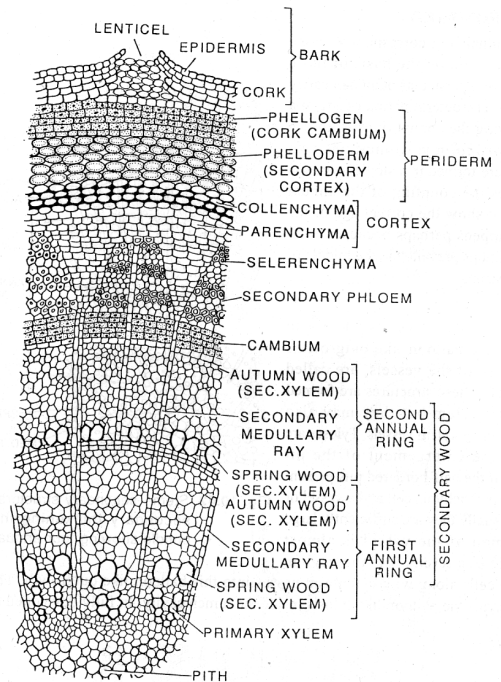 LENTICEL
EPIDERMIS
BARK
CORK
PHELLOGEN
(CORK CAMBIUM)
PHELLODERM
(SECONDARY
CORTEX)
PERIDERM
COLLENCHYMA
PARENCHYMA
CORTEX
SELERENCHYMA
SECONDARY PHLOEM
CAMBIUM
AUTUMN WOOD
(SEC.XYLEM)
SECONDARY
MEDULLARY
RAY
SECOND
ANNUAL
RING
SPRING WOOD
(SEC.XYLEM)
AUTUMN WOOD
(SEC. XYLEM)
SECONDARY
MEDULLARY RAY
FIRST
ANNUAL
RING
SECONDARY WOOD
SPRING WOOD
(SEC. XYLEM)
PRIMARY XYLEM
PITH